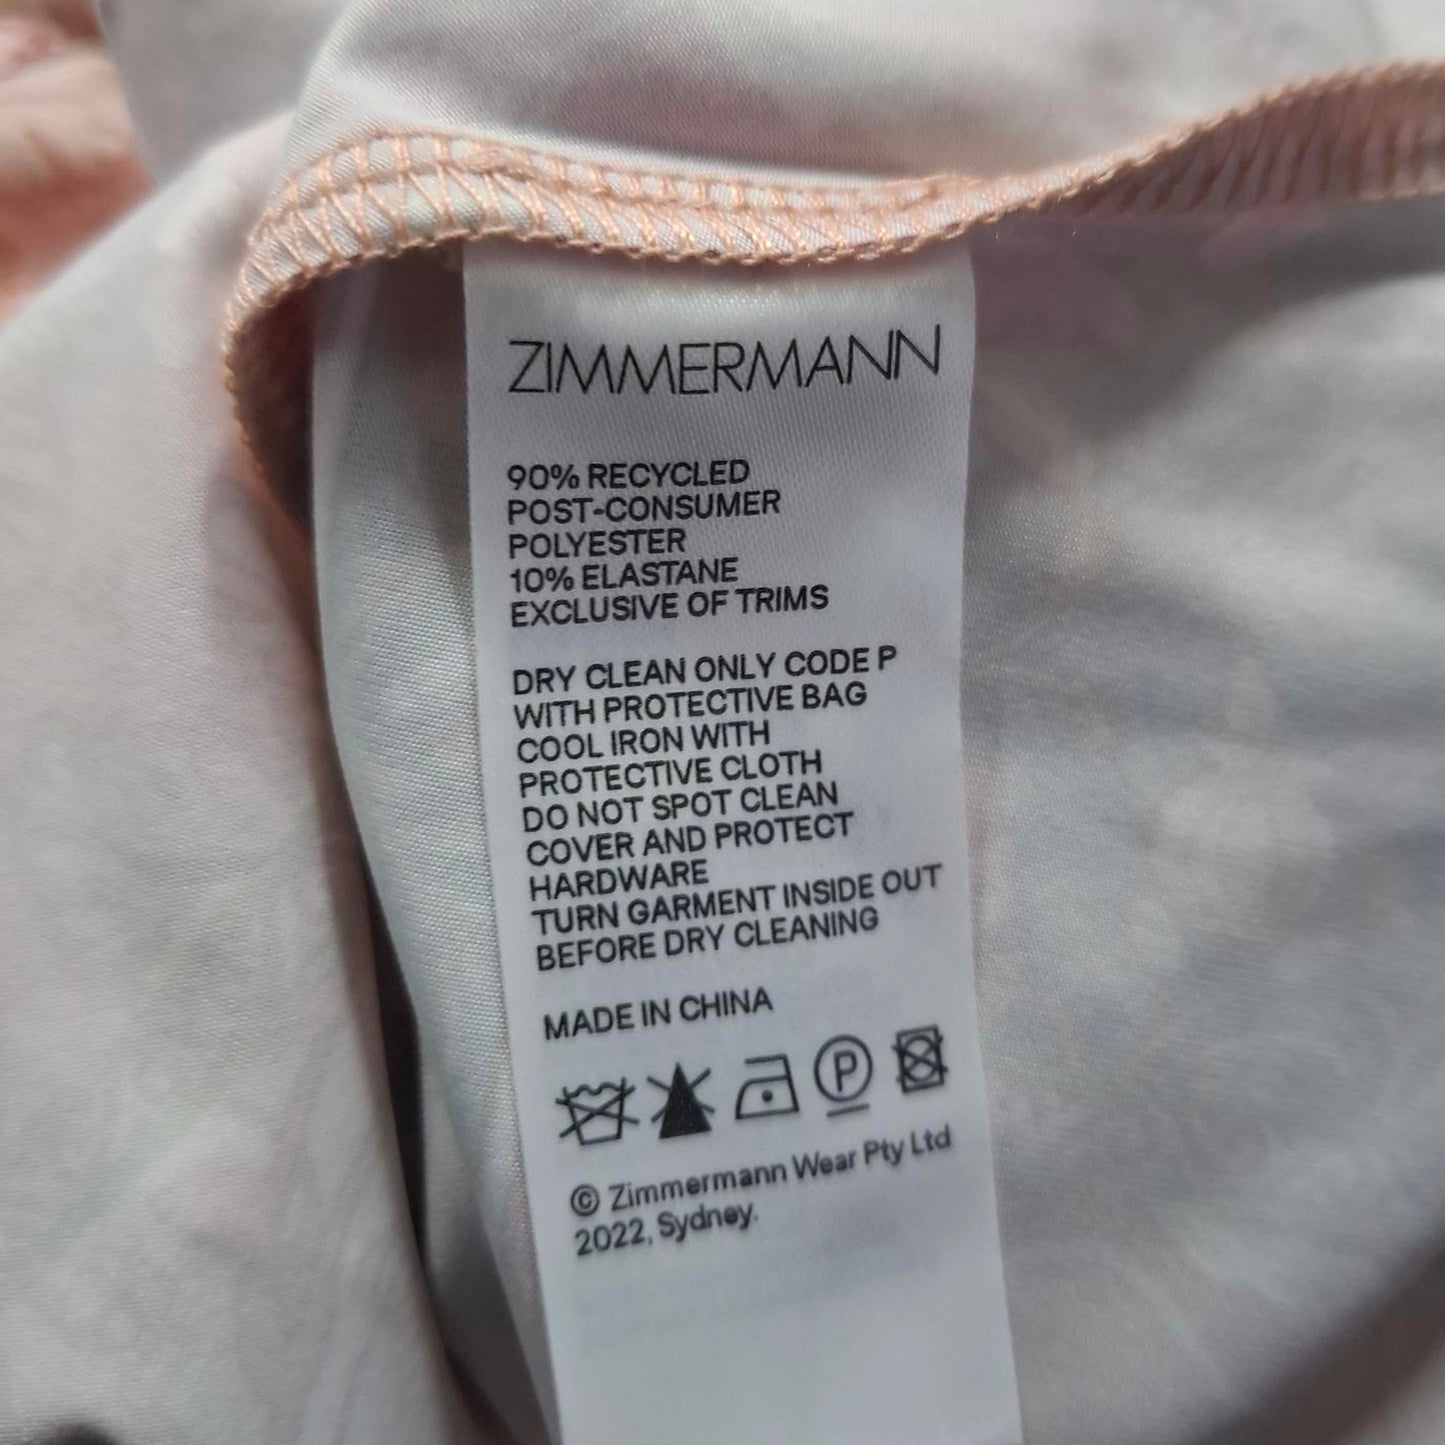 ZIMMERMANN
90% RECYCLED
POST-CONSUMER
POLYESTER
10% ELASTANE
EXCLUSIVE OF TRIMS
DRY CLEAN ONLY CODE P
WITH PROTECTIVE BAG
COOL IRON WITH
PROTECTIVE CLOTH
DO NOT SPOT CLEAN
COVER AND PROTECT
HARDWARE
TURN GARMENT INSIDE OUT
BEFORE DRY CLEANING
MADE IN CHINA
P
© Zimmermann Wear Pty Ltd
2022, Sydney.